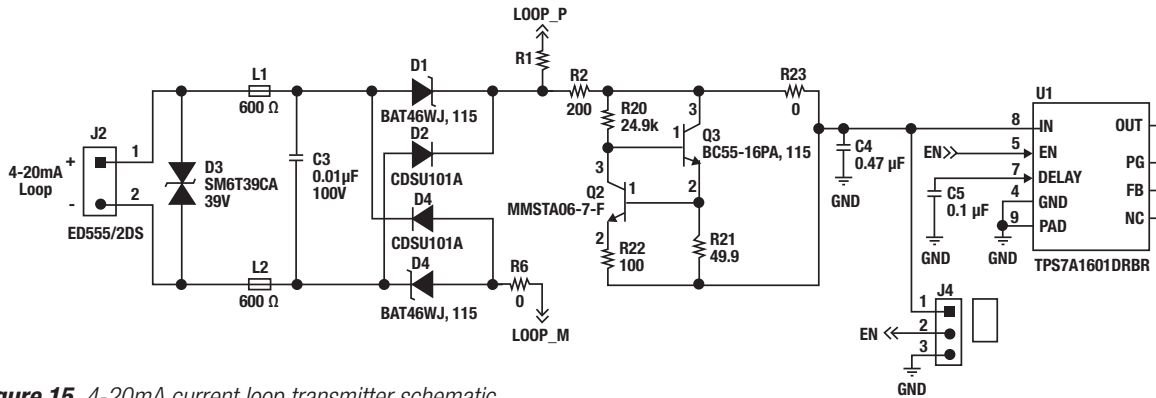 LOOP_P
R1
J2
4-20mA
Loop
+
-
1
2
ED555/2DS
D3
SM6T39CA
39V
L1
600 Ω
L2
600 Ω
C3
0.01µF
100V
D1
BAT46WJ, 115
D2
CDSU101A
D4
CDSU101A
D4
BAT46WJ, 115
R6
0
LOOP_M
R2
200
R20
24.9k
3
1
2
Q3
BC55-16PA, 115
3
Q2
1
MMSTA06-7-F
2
R22
100
R21
49.9
R23
0
C4
0.47 µF
GND
EN
C5
0.1 µF
GND
GND
U1
8
IN
5
EN
7
DELAY
4
GND
9
PAD
OUT
PG
FB
NC
TPS7A1601DRBR
J4
1
EN
2
3
GND
gure 15. 4-20mA current loop transmitter schematic